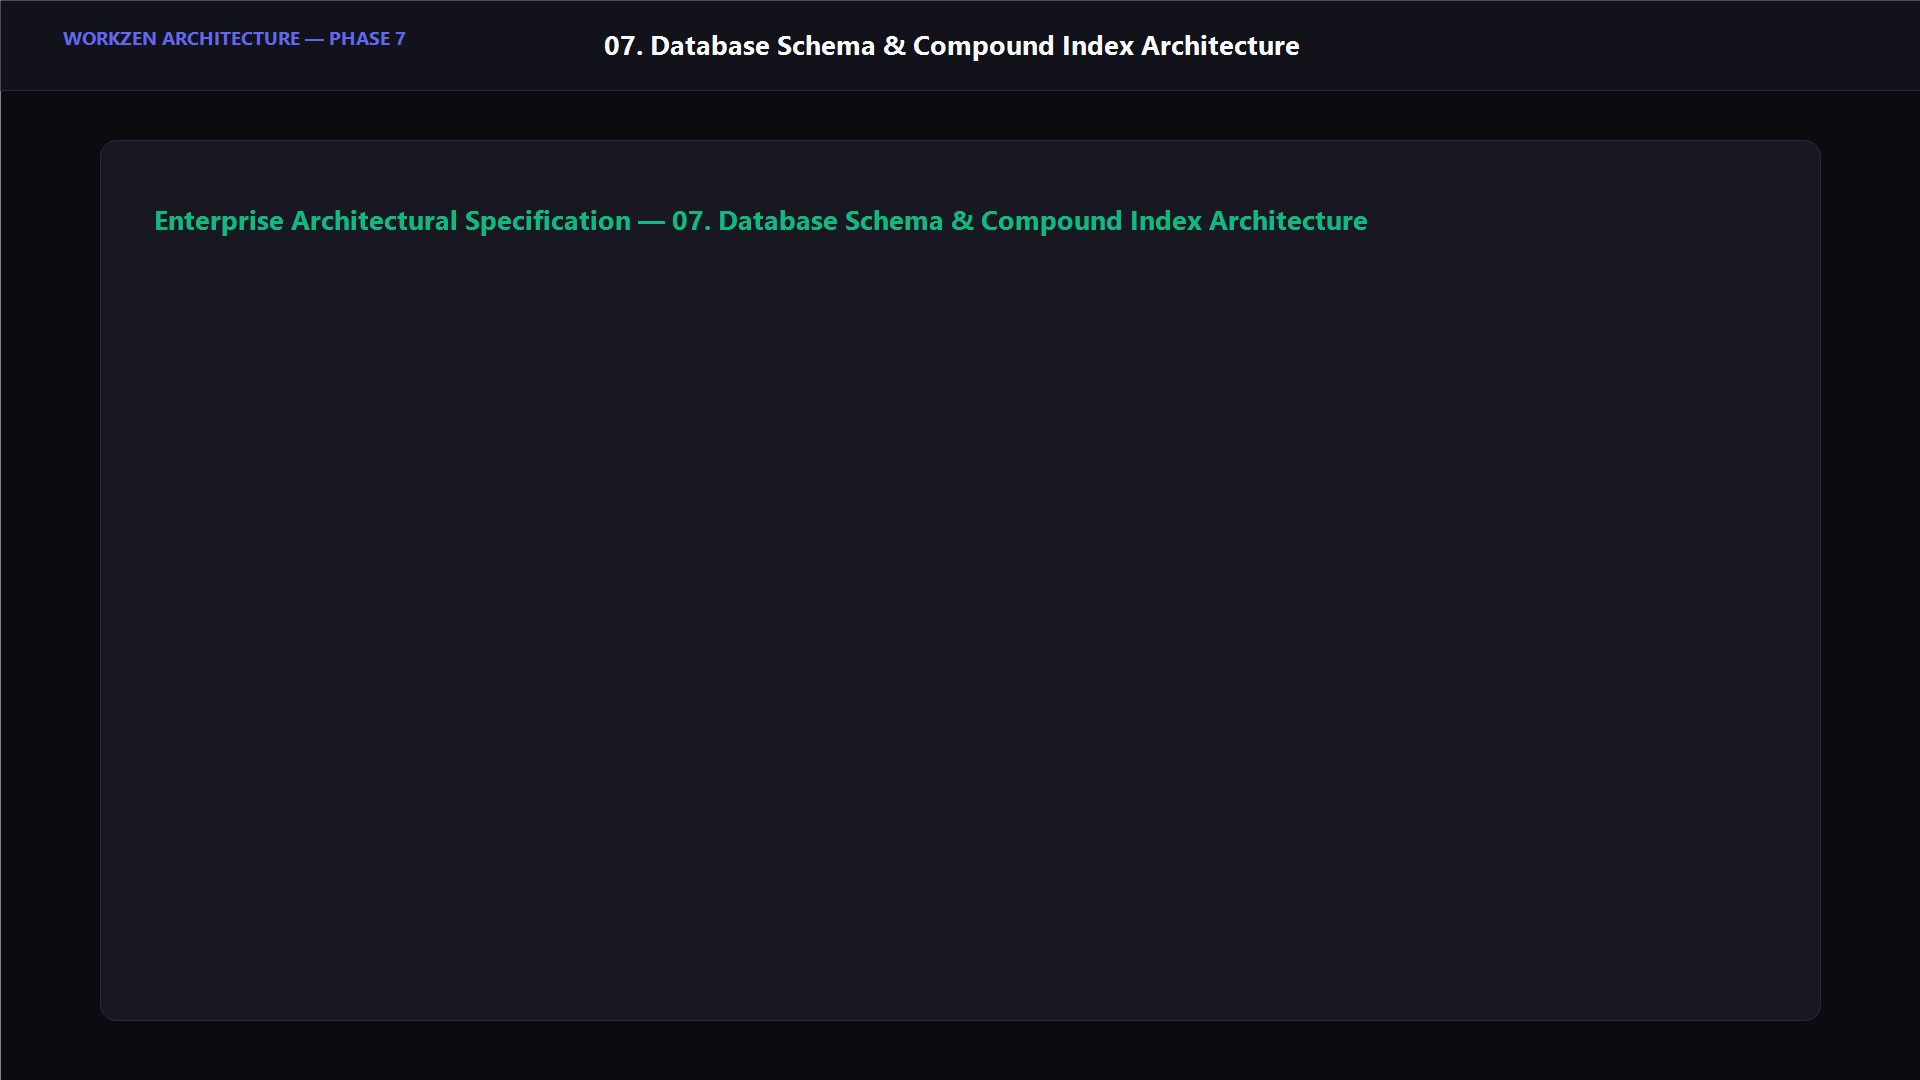 WORKZEN ARCHITECTURE — PHASE 7
07. Database Schema & Compound Index Architecture
Enterprise Architectural Specification — 07. Database Schema & Compound Index Architecture